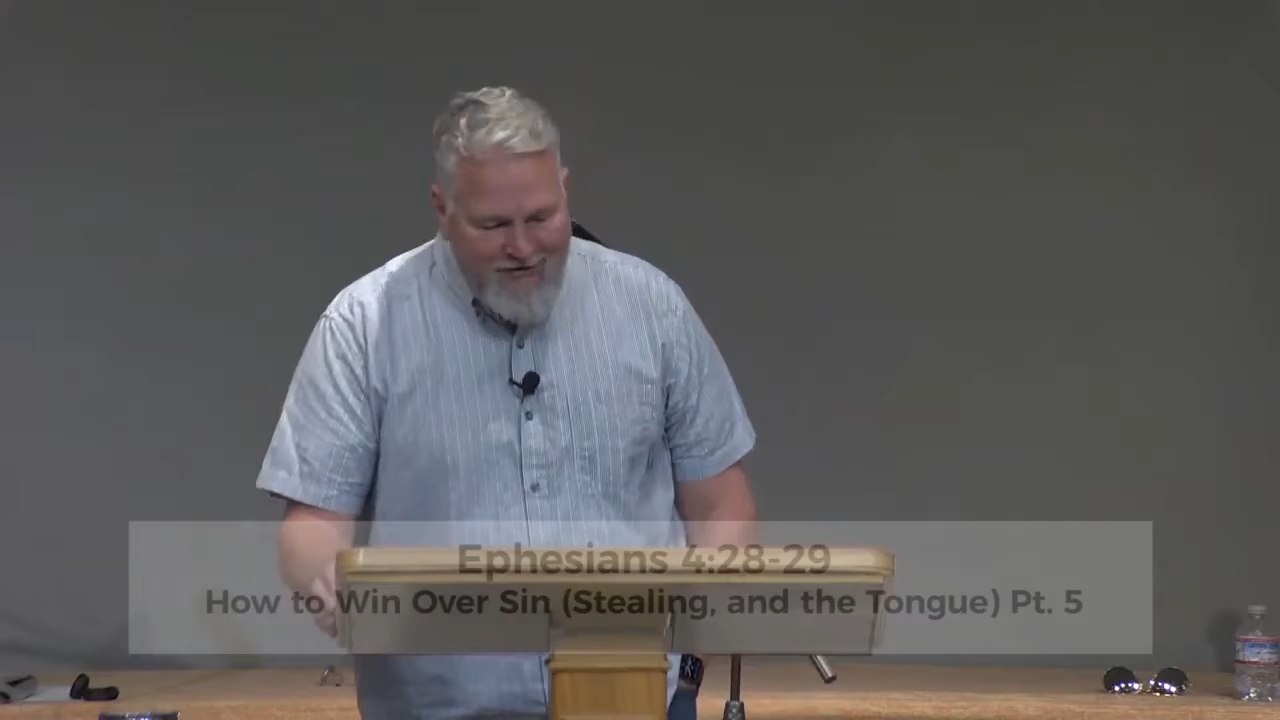 Ephesians 4:28-29
How to Win Over Sin (Stealing, and the Tongue) Pt. 5